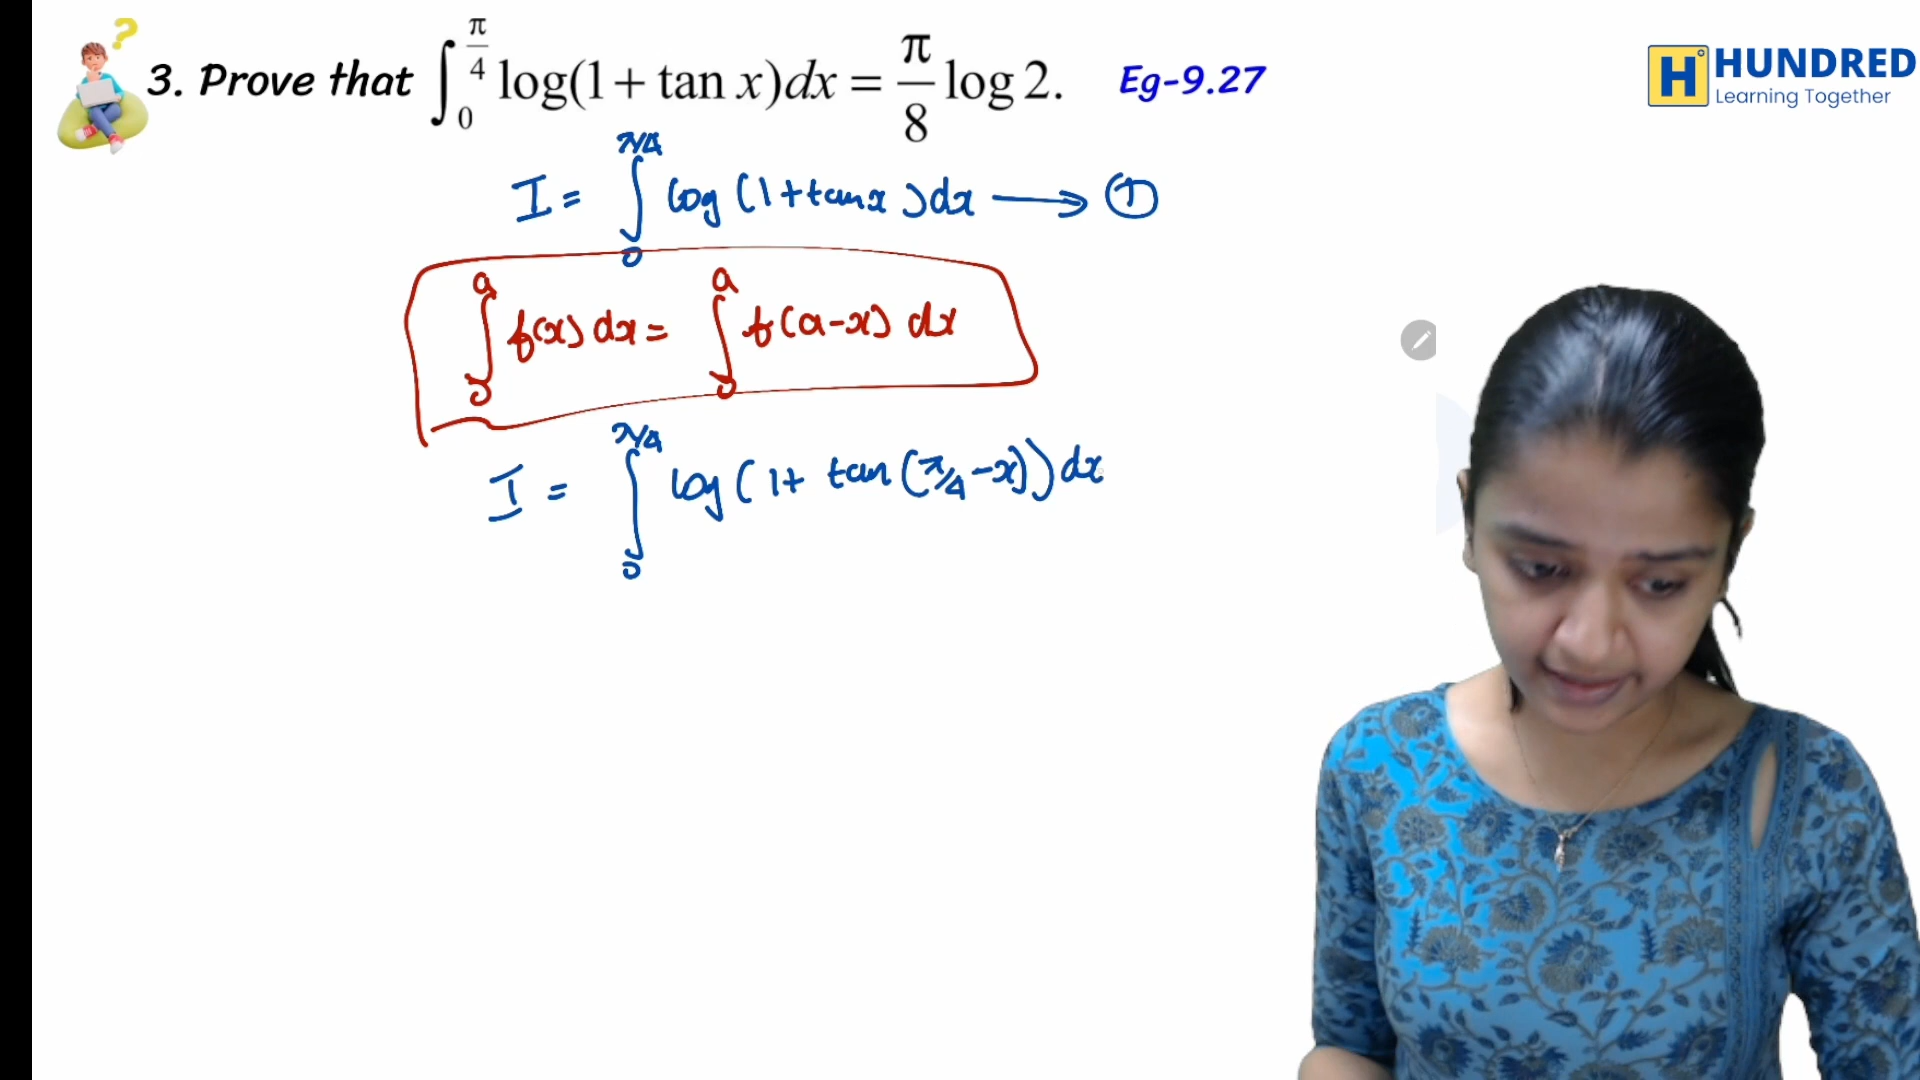 3. Prove that ∫₀^(π/4) log(1 + tan x)dx = π/8 log 2. Eg-9.27
HUNDRED
Learning Together
I = ∫₀^(π/4) log (1+tanx)dx ⟶ ①
∫₀^a f(x) dx = ∫₀^a f(a-x) dx
I = ∫₀^(π/4) log (1+ tan (π/4 -x)) dx